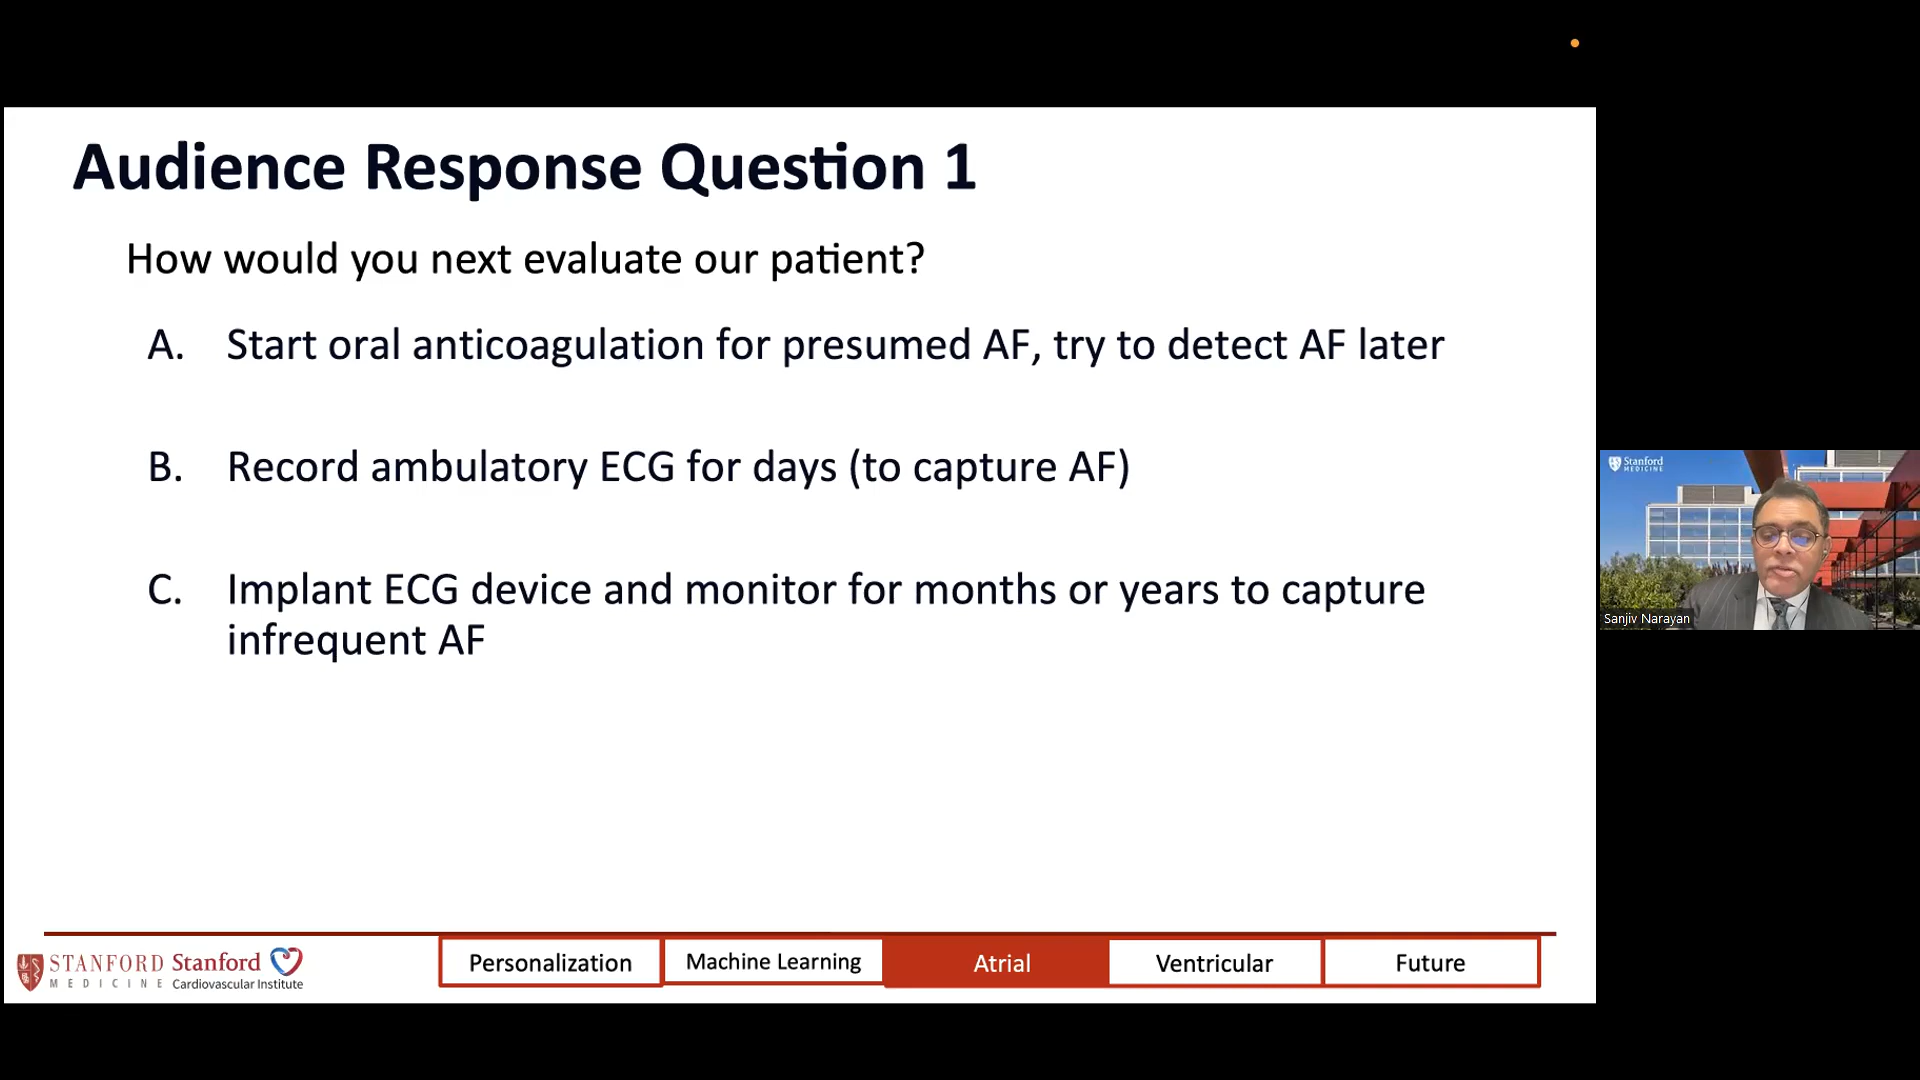 Audience Response Question 1
How would you next evaluate our patient?
A. Start oral anticoagulation for presumed AF, try to detect AF later
B. Record ambulatory ECG for days (to capture AF)
C. Implant ECG device and monitor for months or years to capture
infrequent AF
Stanford
MEDICINE
Sanjiv Narayan
STANFORD
MEDICINE
Stanford
Cardiovascular Institute
Personalization
Machine Learning
Atrial
Ventricular
Future